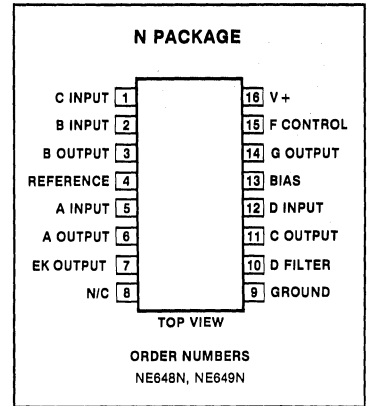 N PACKAGE
C INPUT 1 16 V+
B INPUT 2 15 F CONTROL
B OUTPUT 3 14 G OUTPUT
REFERENCE 4 13 BIAS
A INPUT 5 12 D INPUT
A OUTPUT 6 11 C OUTPUT
EK OUTPUT 7 10 D FILTER
N/C 8 9 GROUND
TOP VIEW
ORDER NUMBERS
NE648N, NE649N